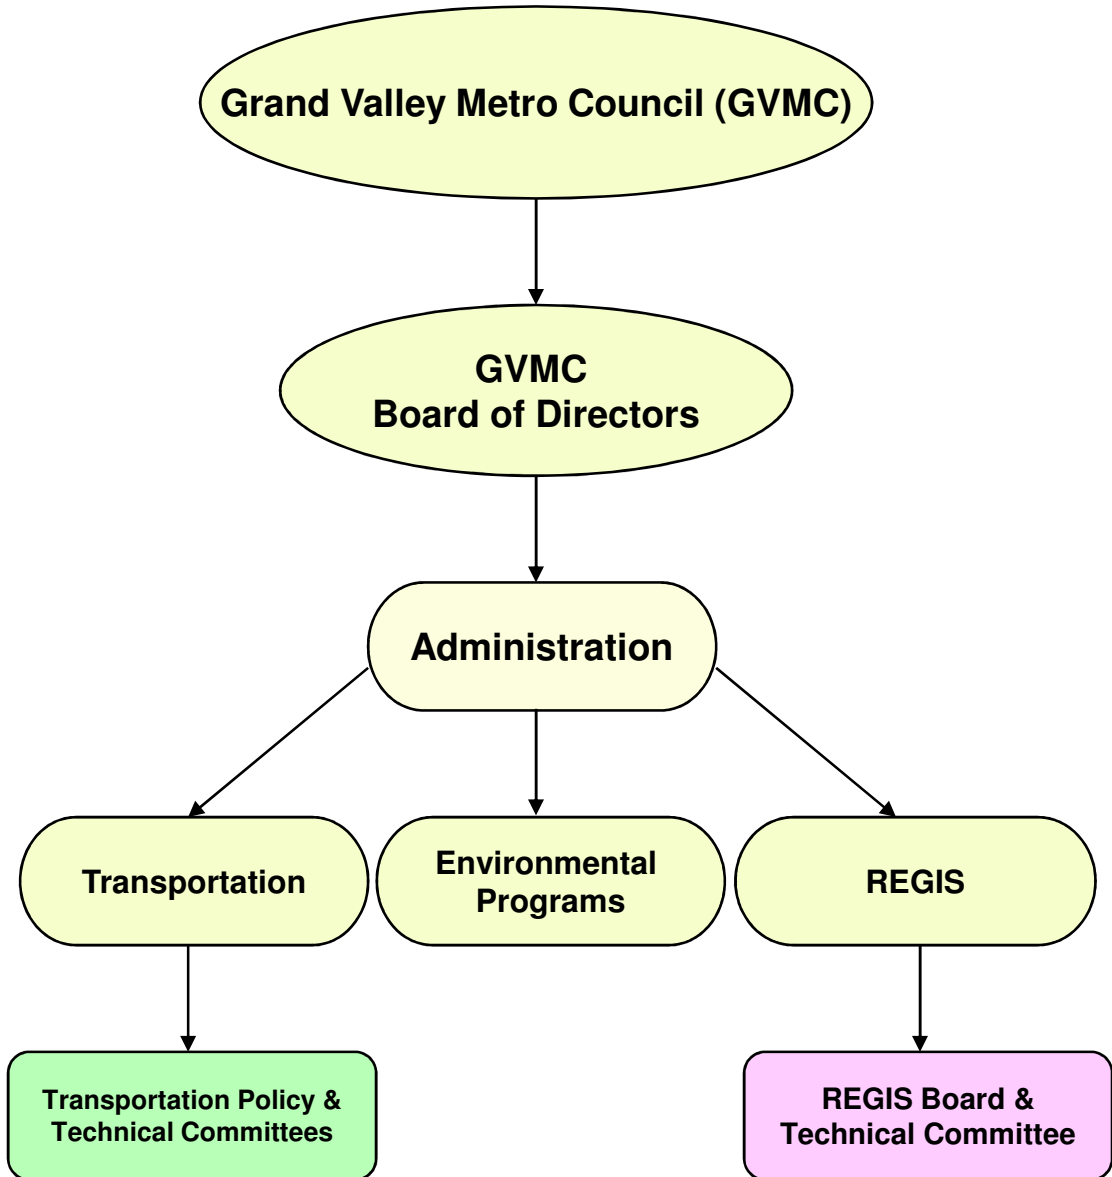 Grand Valley Metro Council (GVMC)
GVMC
Board of Directors
Administration
Transportation
Environmental
Programs
REGIS
Transportation Policy &
Technical Committees
REGIS Board &
Technical Committee